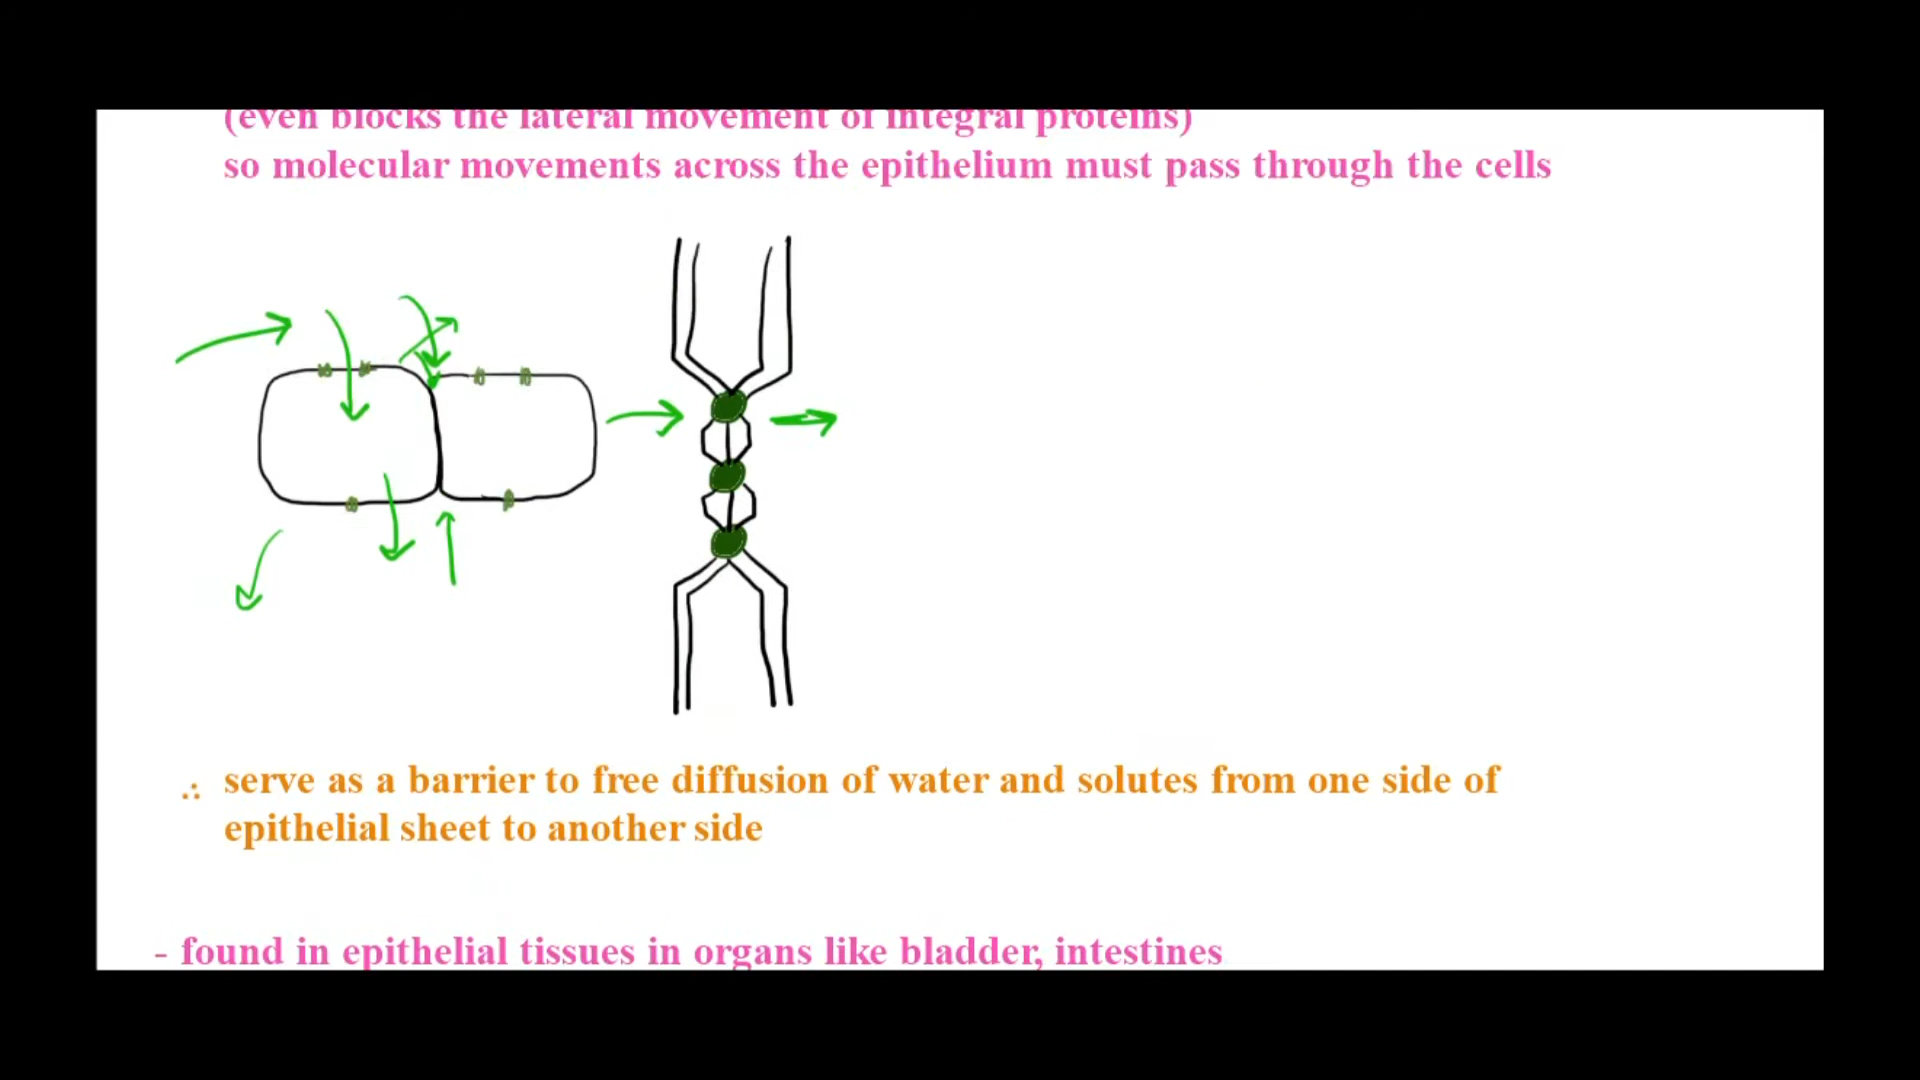 (even blocks the lateral movement of integral proteins)
so molecular movements across the epithelium must pass through the cells
∴ serve as a barrier to free diffusion of water and solutes from one side of
epithelial sheet to another side
- found in epithelial tissues in organs like bladder, intestines